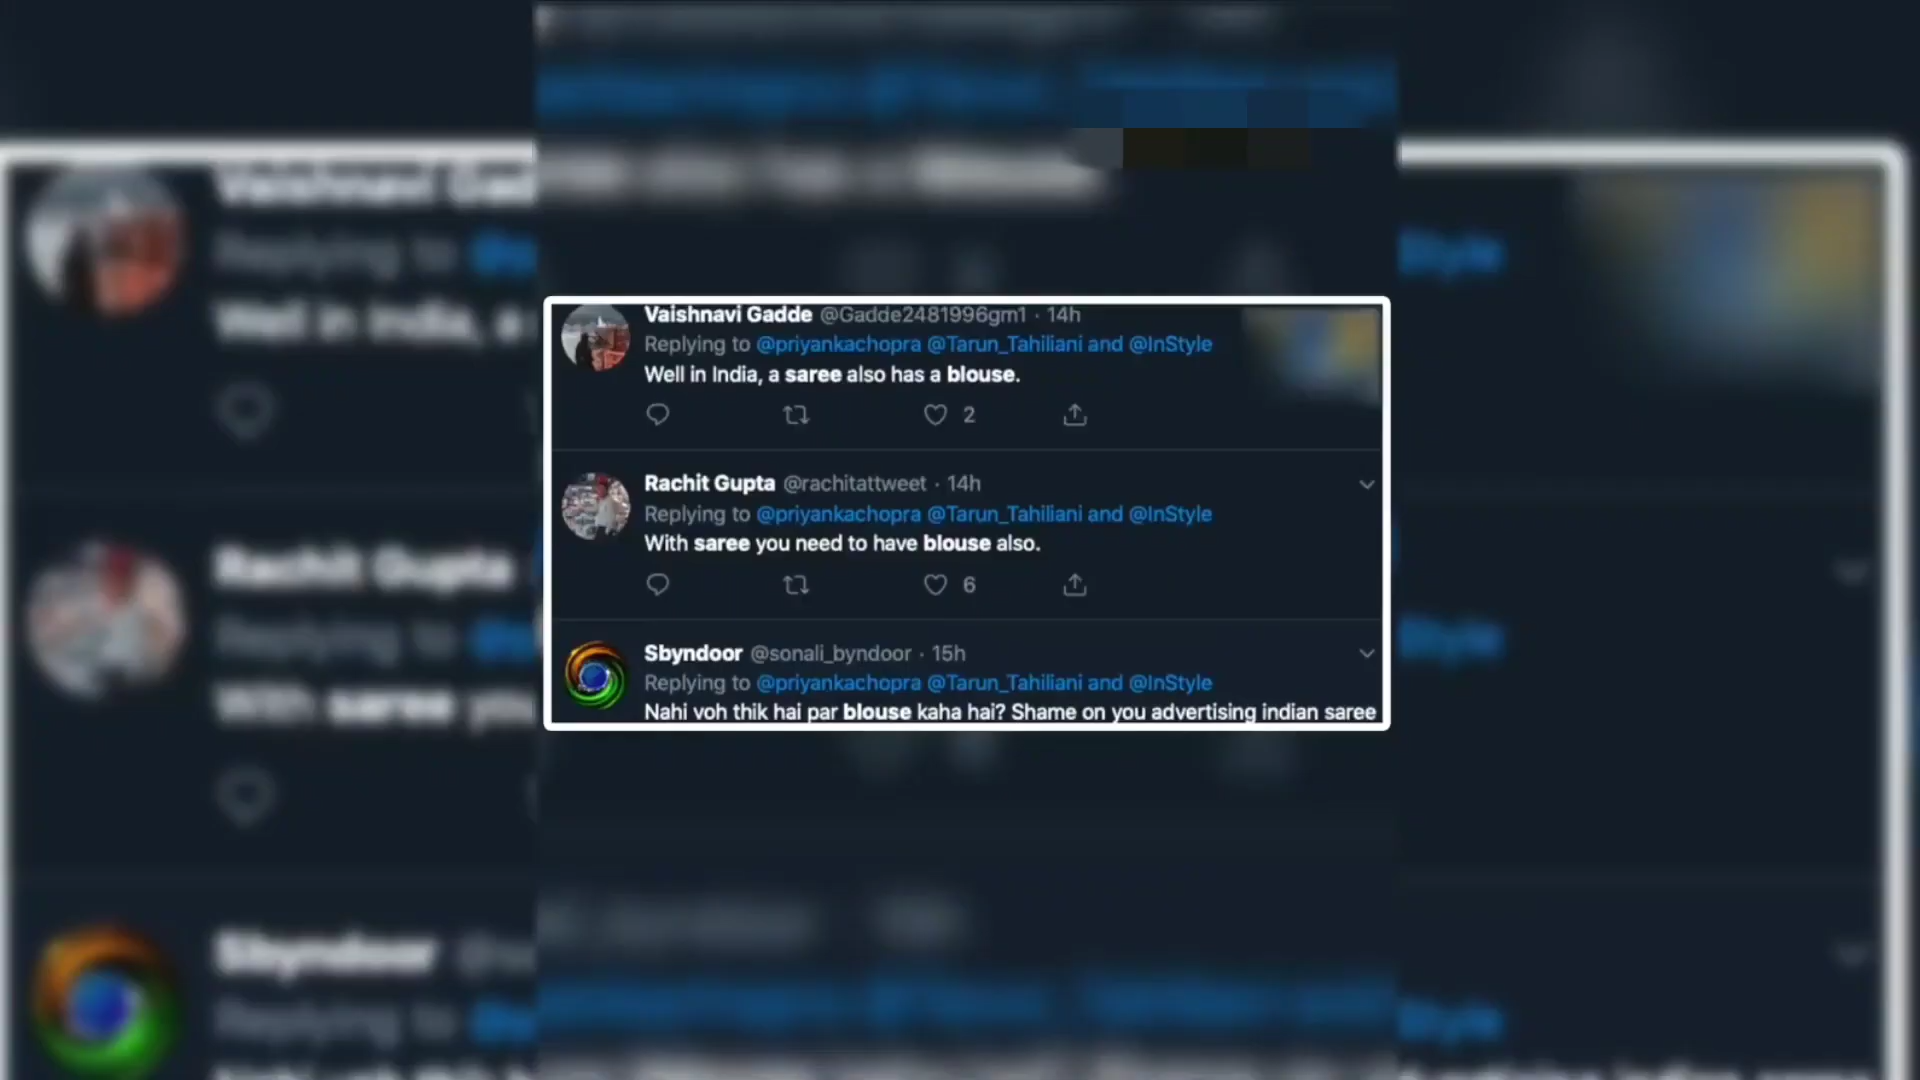 Vaishnavi Gadde @Gadde2481996gm1 · 14h
Replying to @priyankachopra @Tarun_Tahiliani and @InStyle
Well in India, a saree also has a blouse.
2
Rachit Gupta @rachitattweet · 14h
Replying to @priyankachopra @Tarun_Tahiliani and @InStyle
With saree you need to have blouse also.
6
Sbyndoor @sonali_byndoor · 15h
Replying to @priyankachopra @Tarun_Tahiliani and @InStyle
Nahi voh thik hai par blouse kaha hai? Shame on you advertising indian saree